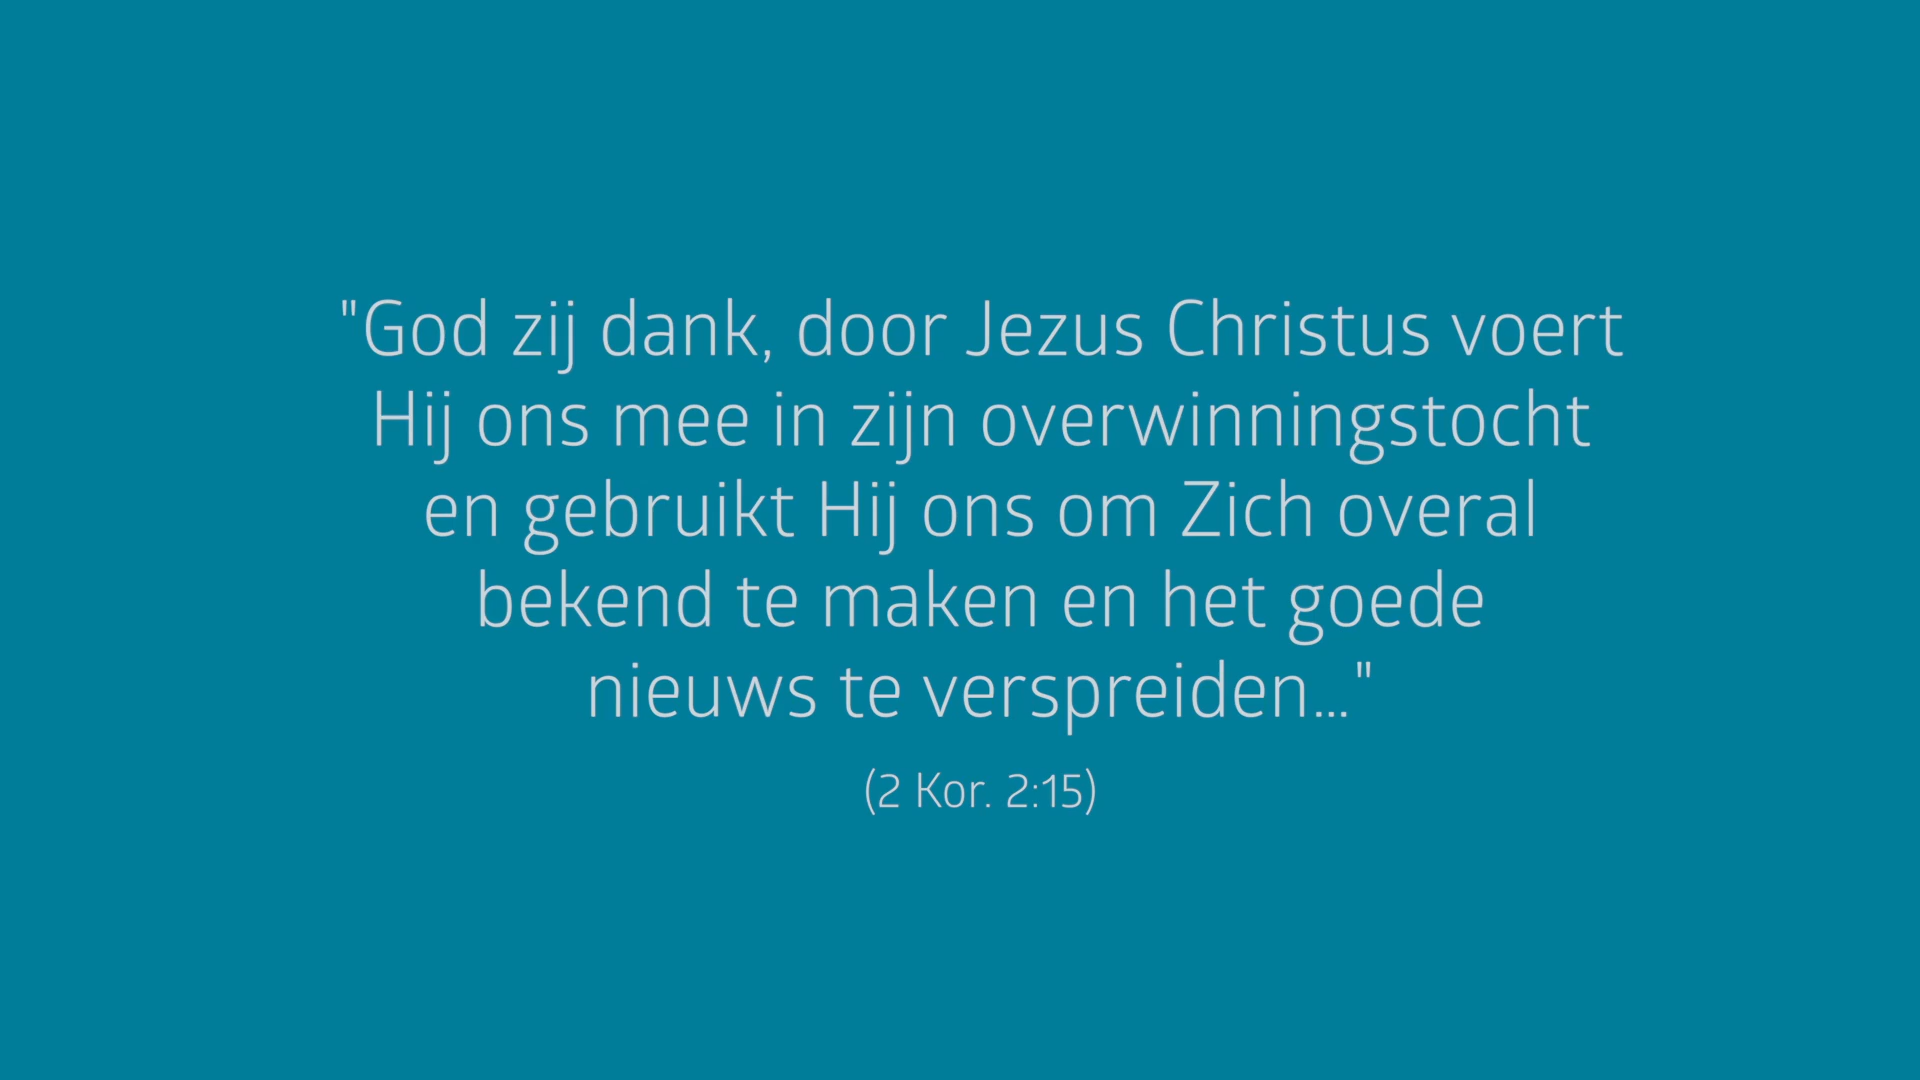 "God zij dank, door Jezus Christus voert
Hij ons mee in zijn overwinningstocht
en gebruikt Hij ons om Zich overal
bekend te maken en het goede
nieuws te verspreiden..."
(2 Kor. 2:15)